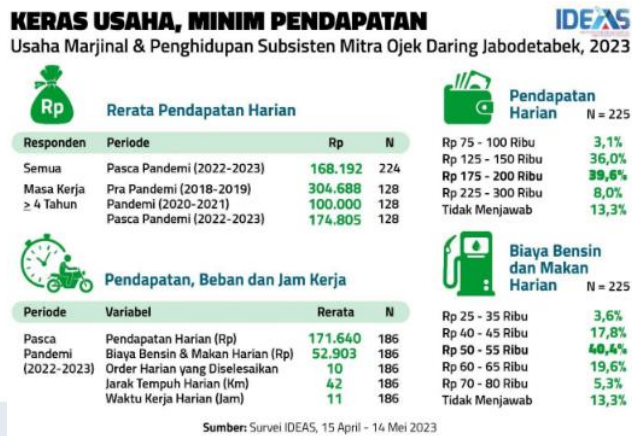 KERAS USAHA, MINIM PENDAPATAN
IDEAS
Usaha Marjinal & Penghidupan Subsisten Mitra Ojek Daring Jabodetabek, 2023
Rp
Rerata Pendapatan Harian
Responden Periode Rp N
Semua Pasca Pandemi (2022-2023) 168.192 224
Masa Kerja Pra Pandemi (2018-2019) 304.688 128
≥ 4 Tahun Pandemi (2020-2021) 100.000 128
Pasca Pandemi (2022-2023) 174.805 128
Pendapatan, Beban dan Jam Kerja
Periode Variabel Rerata N
Pasca Pendapatan Harian (Rp) 171.640 186
Pandemi Biaya Bensin & Makan Harian (Rp) 52.903 186
(2022-2023) Order Harian yang Diselesaikan 10 186
Jarak Tempuh Harian (Km) 42 186
Waktu Kerja Harian (Jam) 11 186
Pendapatan
Harian N = 225
Rp 75 - 100 Ribu 3,1%
Rp 125 - 150 Ribu 36,0%
Rp 175 - 200 Ribu 39,6%
Rp 225 - 300 Ribu 8,0%
Tidak Menjawab 13,3%
Biaya Bensin
dan Makan
Harian N = 225
Rp 25 - 35 Ribu 3,6%
Rp 40 - 45 Ribu 17,8%
Rp 50 - 55 Ribu 40,4%
Rp 60 - 65 Ribu 19,6%
Rp 70 - 80 Ribu 5,3%
Tidak Menjawab 13,3%
Sumber: Survei IDEAS, 15 April - 14 Mei 2023